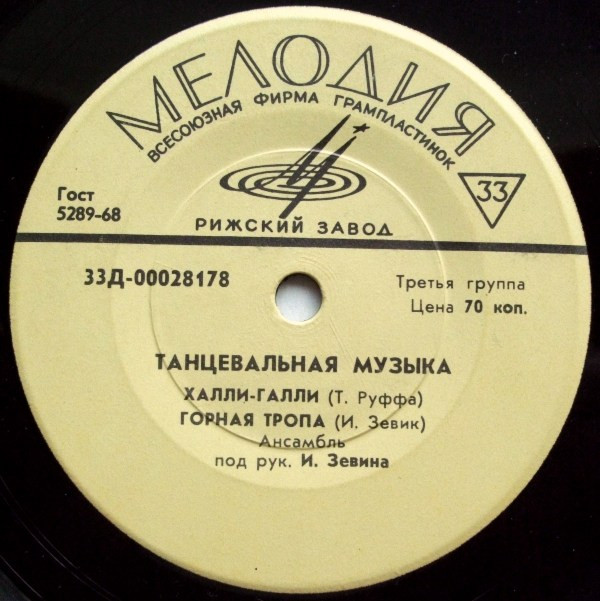 МЕЛОДИЯ
ВСЕСОЮЗНАЯ ФИРМА ГРАМПЛАСТИНОК
Гост
5289-68
33
РИЖСКИЙ ЗАВОД
33Д-00028178
Третья группа
Цена 70 коп.
ТАНЦЕВАЛЬНАЯ МУЗЫКА
ХАЛЛИ-ГАЛЛИ (Т. Руффа)
ГОРНАЯ ТРОПА (И. Зевик)
Ансамбль
под рук. И. Зевина